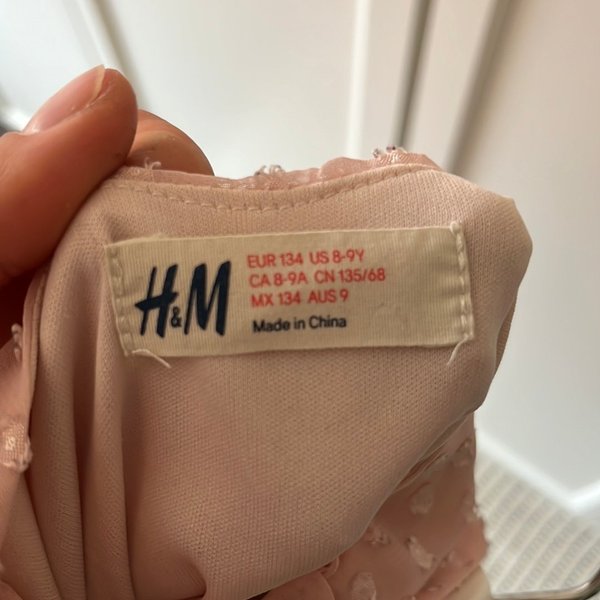 H&M
EUR 134 US 8-9Y
CA 8-9A CN 135/68
MX 134 AUS 9
Made in China